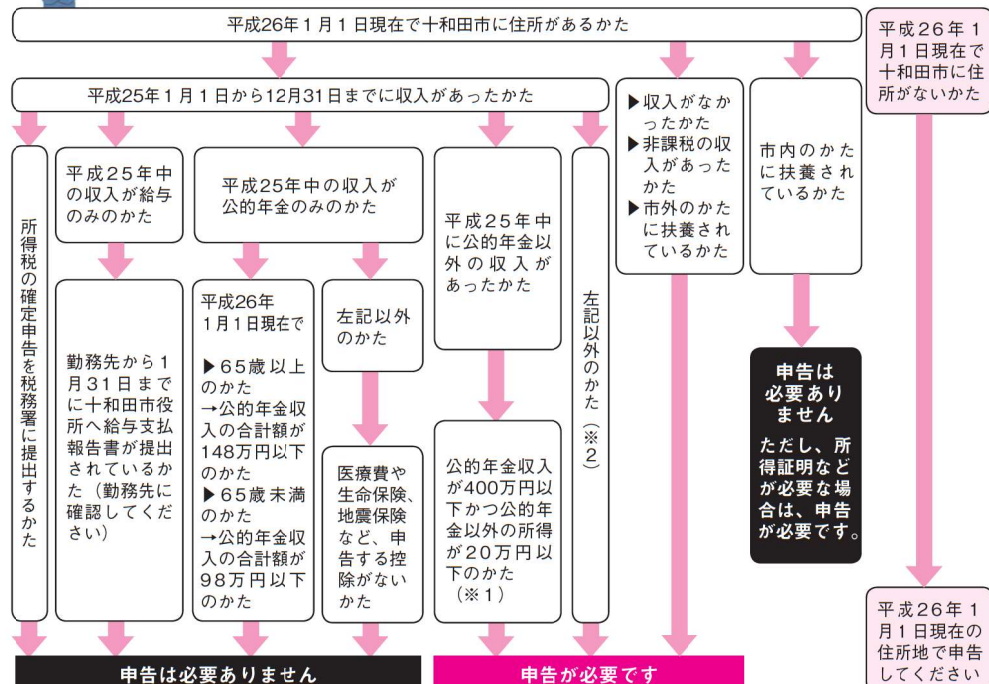 平成26年1月1日現在で十和田市に住所があるかた
平成25年1月1日から12月31日までに収入があったかた
所得税の確定申告を税務署に提出するかた
平成25年中
の収入が給与
のみのかた
勤務先から1
月31日まで
に十和田市役
所へ給与支払
報告書が提出
されているか
た（勤務先に
確認してくだ
さい）
平成25年中の収入が
公的年金のみのかた
平成26年
1月1日現在で
▶65歳以上
のかた
→公的年金収
入の合計額が
148万円以下
のかた
▶65歳未満
のかた
→公的年金収
入の合計額が
98万円以下
のかた
左記以外
のかた
医療費や
生命保険、
地震保険
など、申
告する控
除がない
かた
平成25年中
に公的年金以
外の収入が
あったかた
公的年金収入
が400万円以
下かつ公的年
金以外の所得
が20万円以
下のかた
（※1）
左記以外のかた（※2）
▶収入がなか
ったかた
▶非課税の収
入があった
かた
▶市外のかた
に扶養され
ているかた
市内のかた
に扶養され
ているかた
申告は
必要あり
ません
ただし、所
得証明など
が必要な場
合は、申告
が必要です。
平成26年1
月1日現在で
十和田市に住
所がないかた
平成26年1
月1日現在の
住所地で申告
してください
申告は必要ありません
申告が必要です